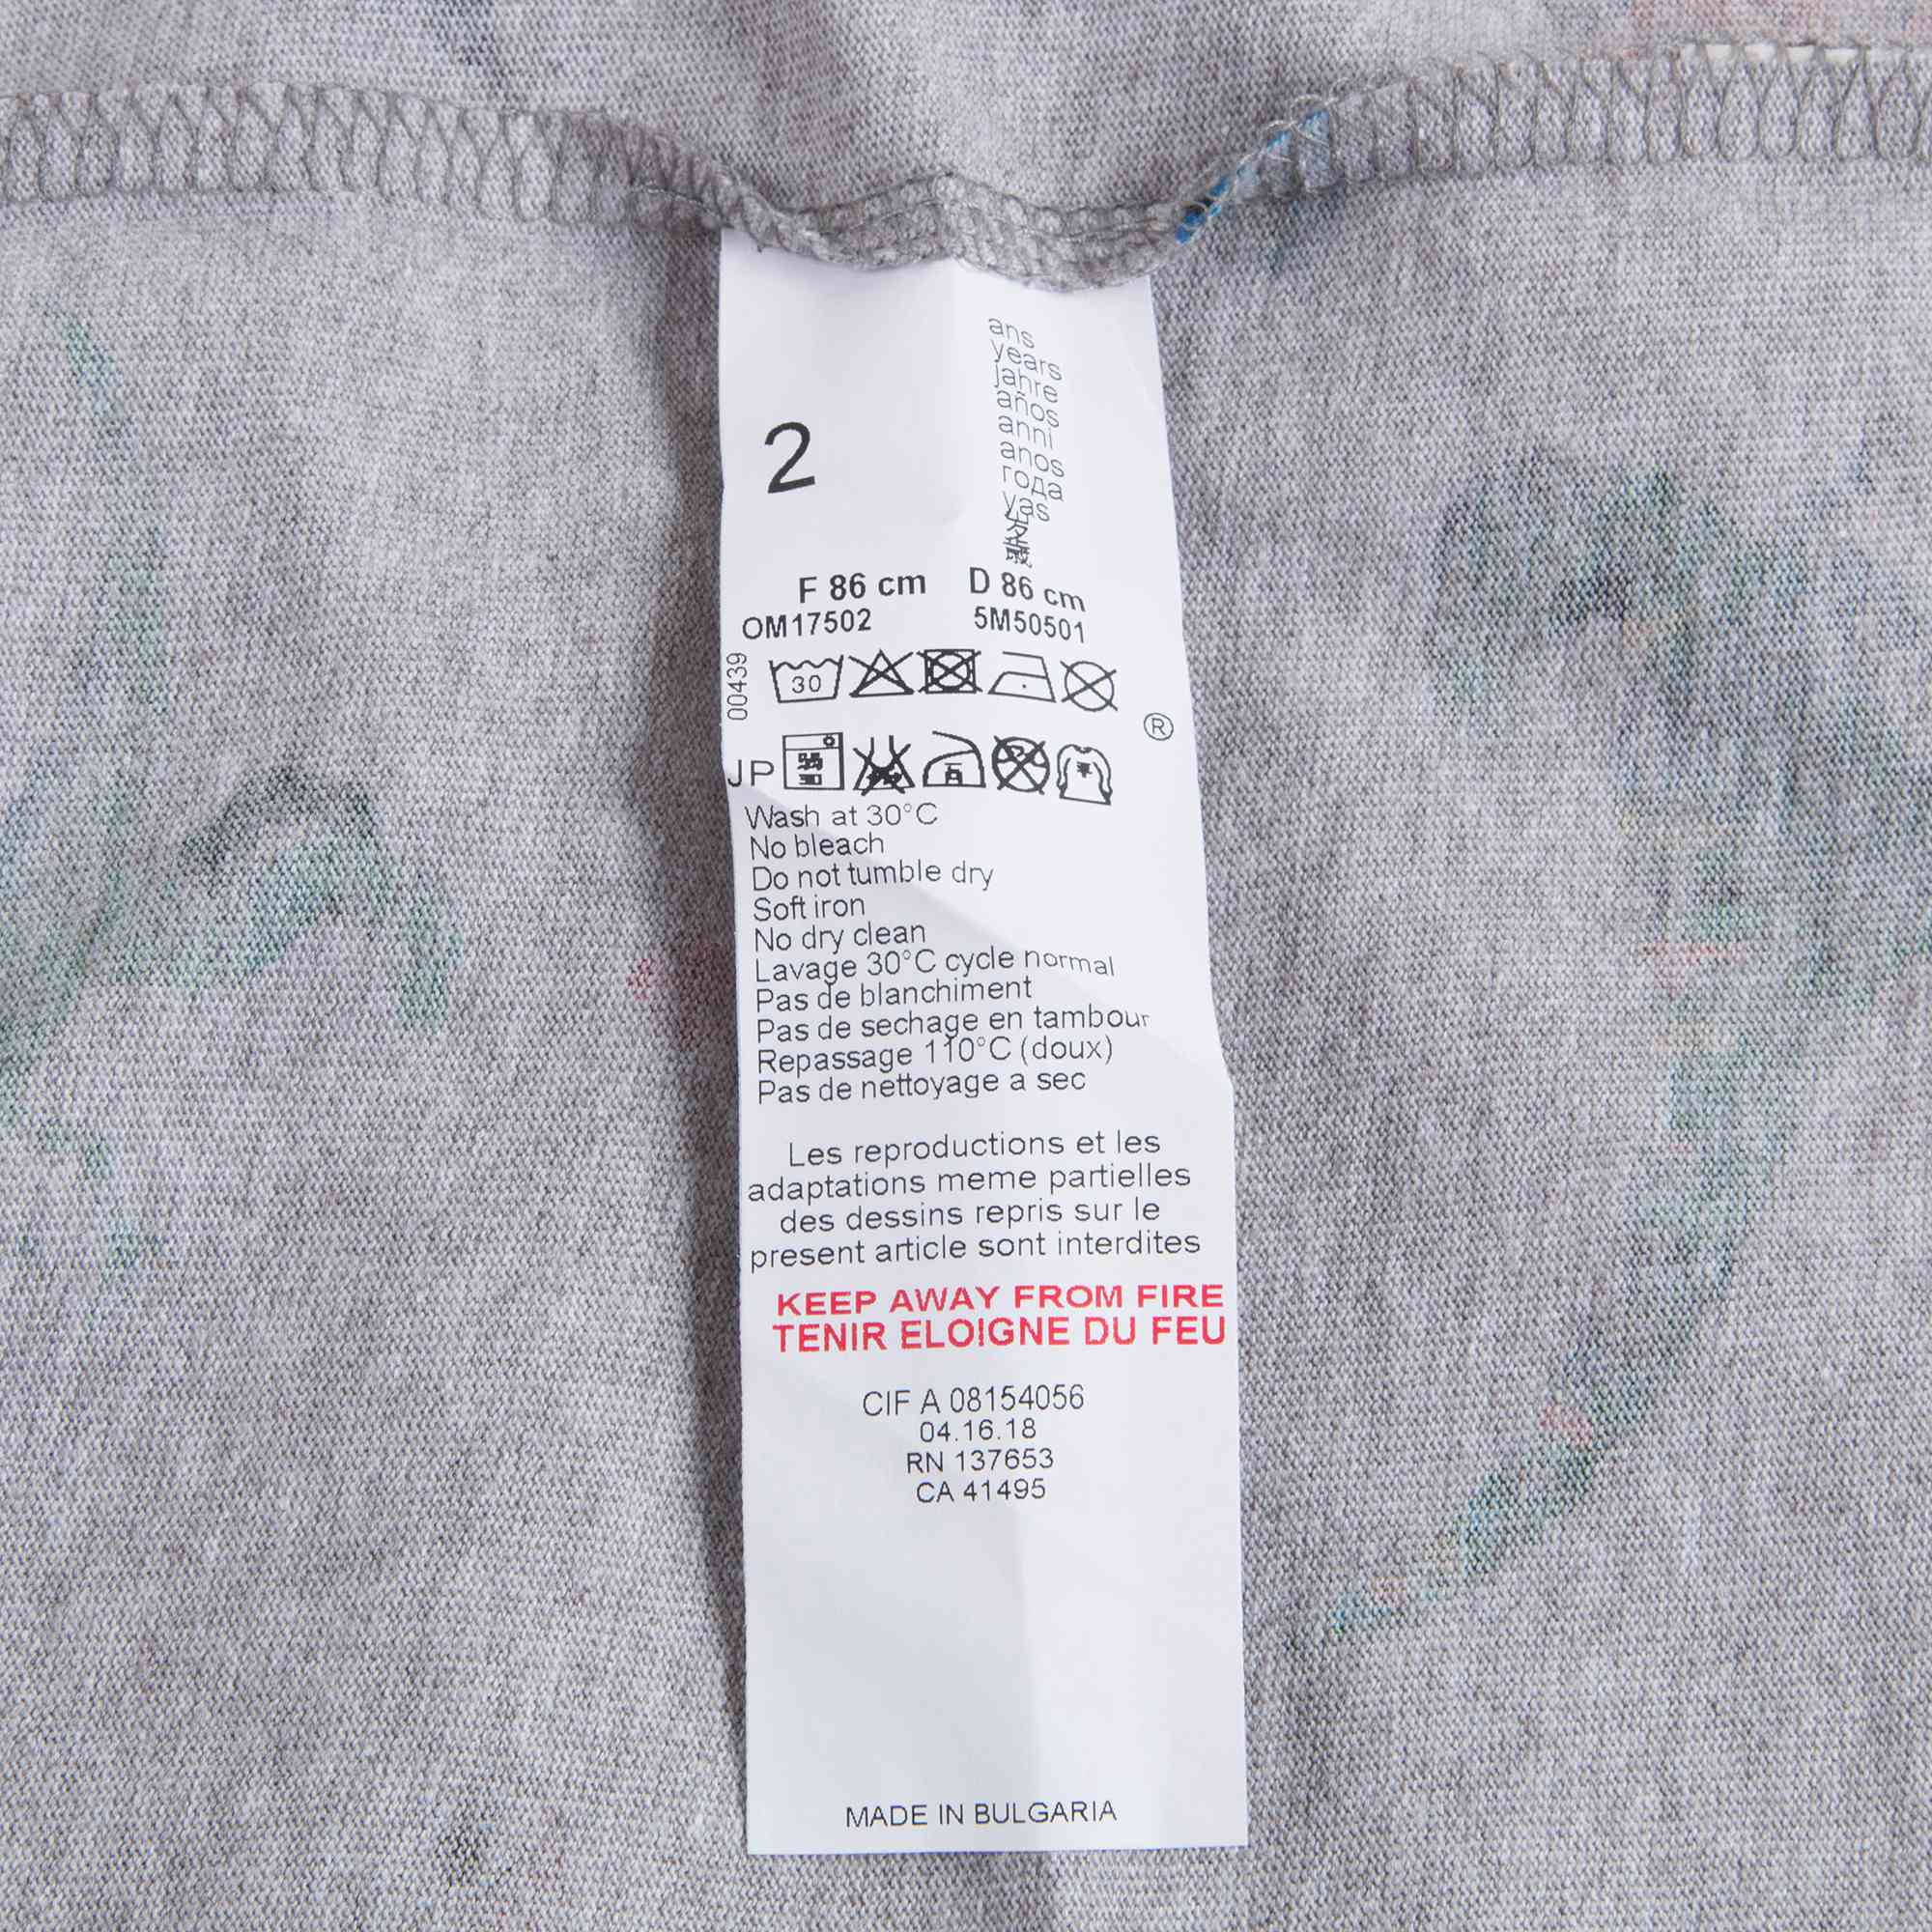 ans
years
Jahre
años
anni
anos
года
yas
2
F 86 cm D 86 cm
OM17502 5M50501
00439
30
®
JP
Wash at 30°C
No bleach
Do not tumble dry
Soft iron
No dry clean
Lavage 30°C cycle normal
Pas de blanchiment
Pas de sechage en tambour
Repassage 110°C (doux)
Pas de nettoyage a sec
Les reproductions et les
adaptations meme partielles
des dessins repris sur le
present article sont interdites
KEEP AWAY FROM FIRE
TENIR ELOIGNE DU FEU
CIF A 08154056
04.16.18
RN 137653
CA 41495
MADE IN BULGARIA